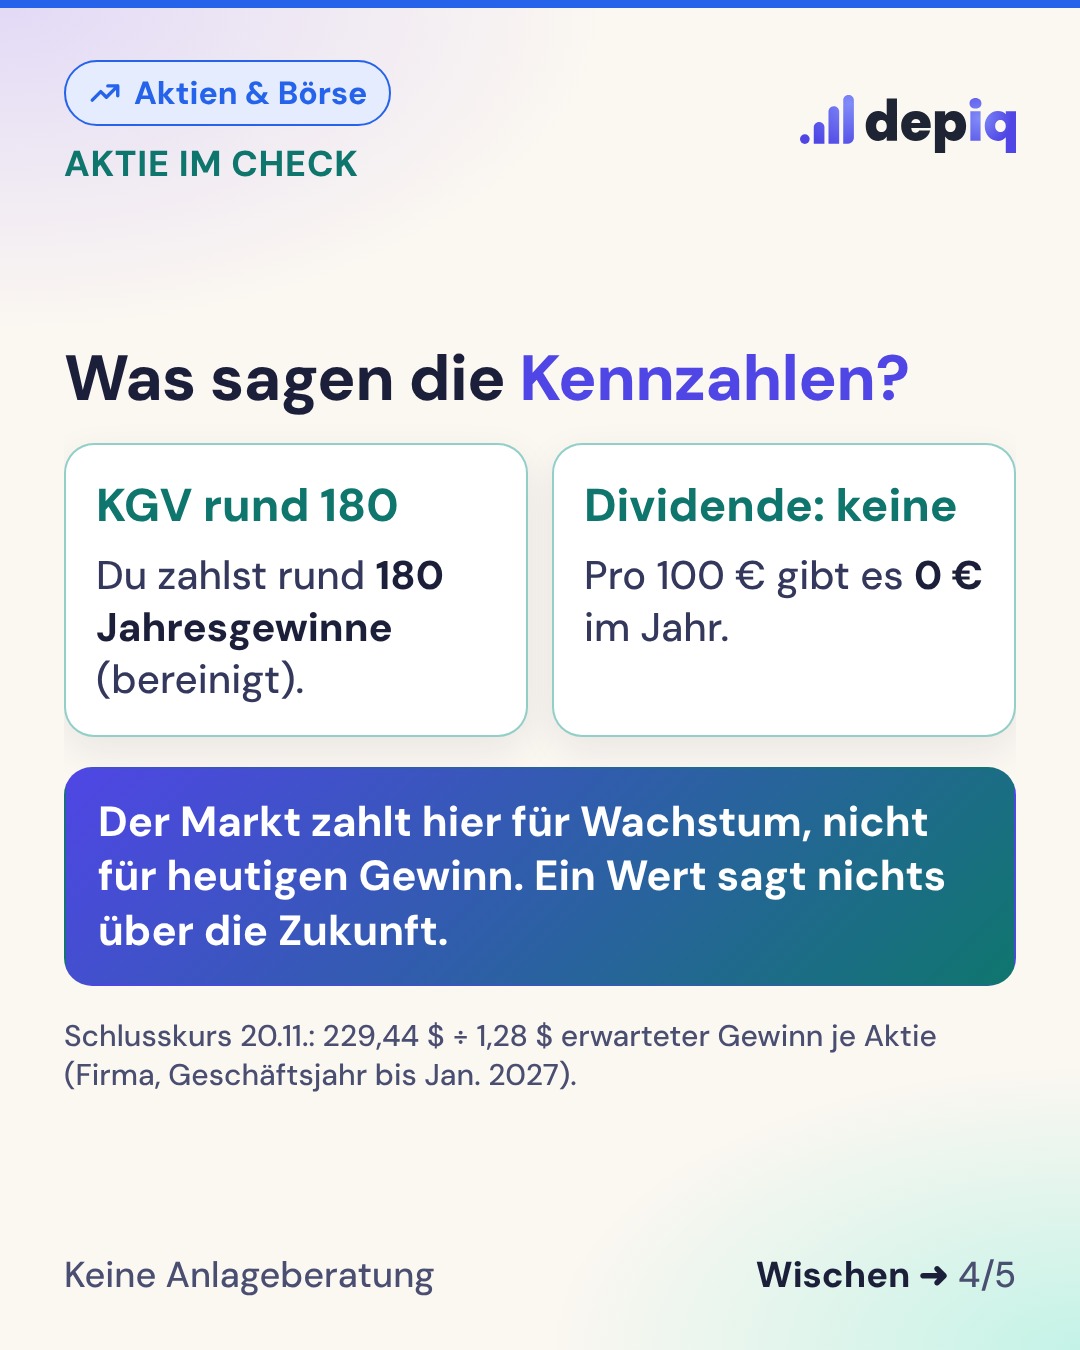 Aktien & Börse
AKTIE IM CHECK
depiq
Was sagen die Kennzahlen?
KGV rund 180
Du zahlst rund 180
Jahresgewinne
(bereinigt).
Dividende: keine
Pro 100 € gibt es 0 €
im Jahr.
Der Markt zahlt hier für Wachstum, nicht
für heutigen Gewinn. Ein Wert sagt nichts
über die Zukunft.
Schlusskurs 20.11.: 229,44 $ ÷ 1,28 $ erwarteter Gewinn je Aktie
(Firma, Geschäftsjahr bis Jan. 2027).
Keine Anlageberatung
Wischen → 4/5